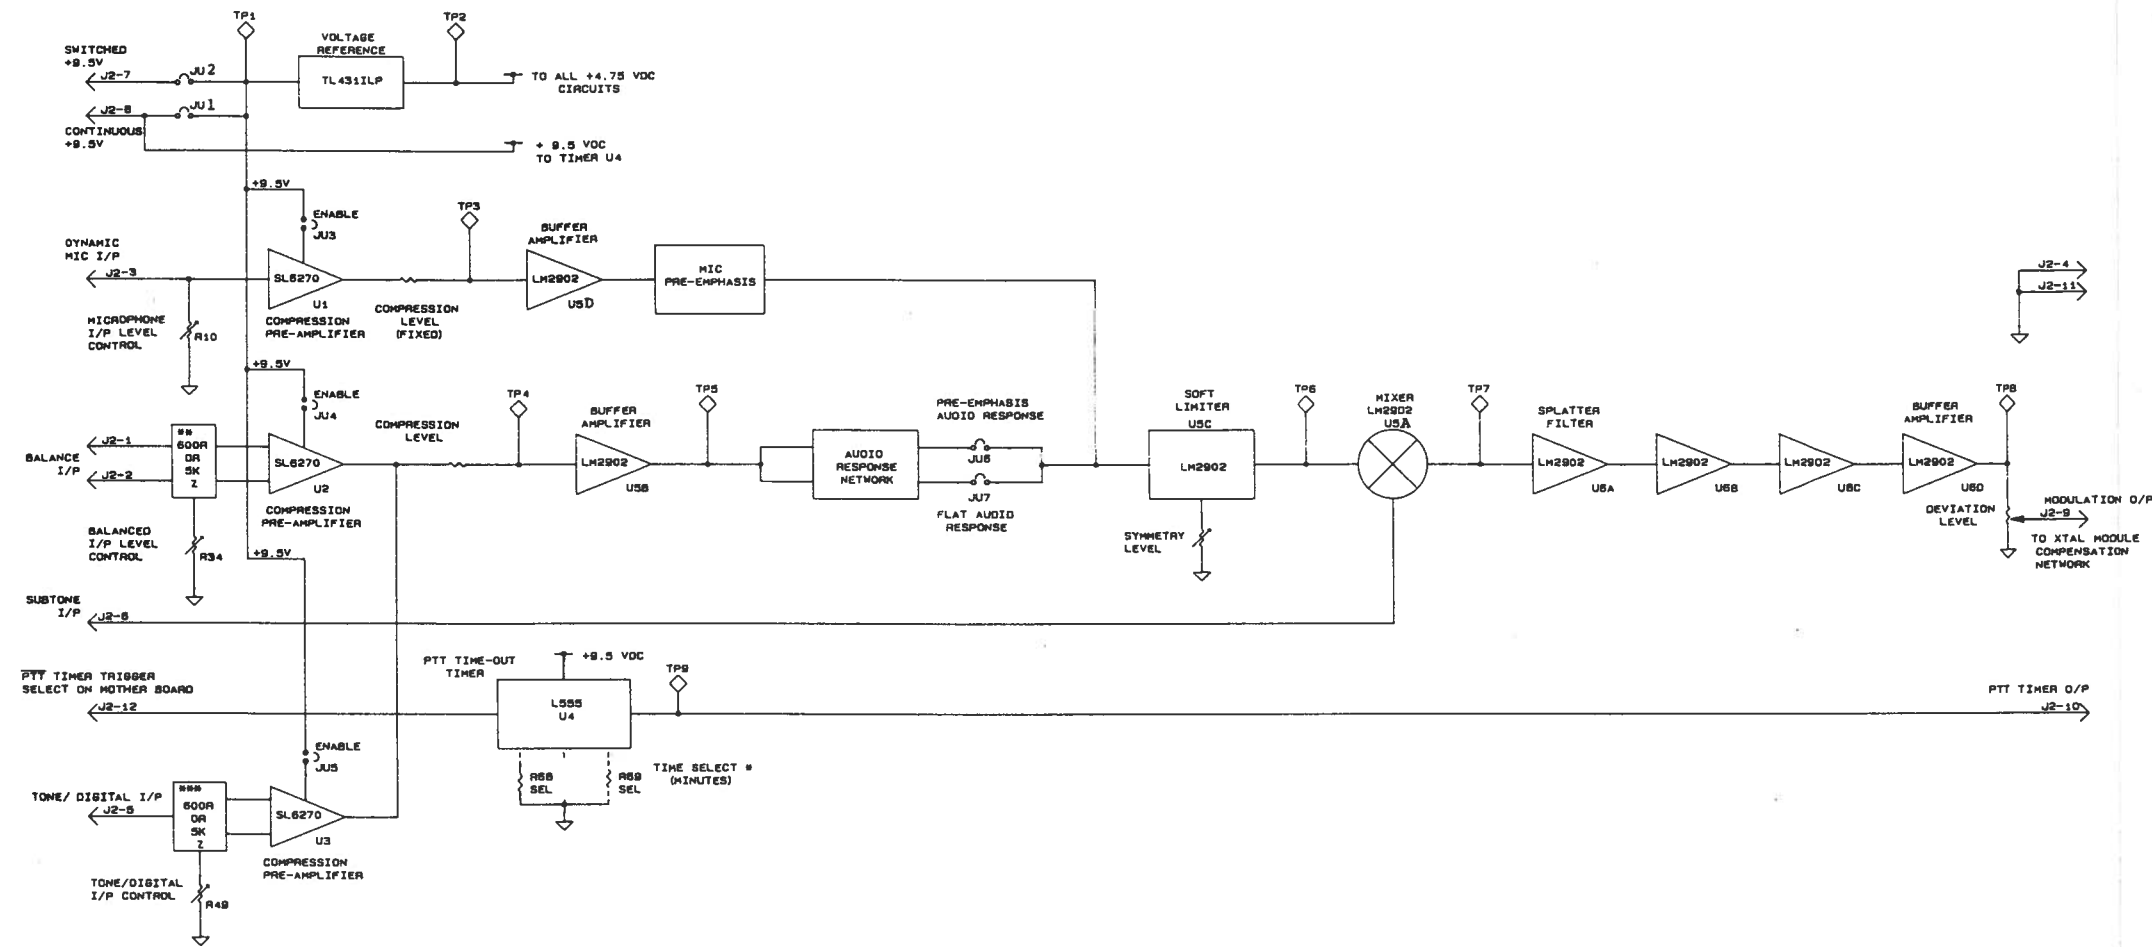 TP1
TP2
VOLTAGE
REFERENCE
SWITCHED
+9.5V
J2-7
JU2
TL431ILP
TO ALL +4.75 VDC
CIRCUITS
J2-8
JU1
CONTINUOUS
+9.5V
+ 9.5 VDC
TO TIMER U4
+9.5V
ENABLE
JU3
TP3
DYNAMIC
MIC I/P
J2-3
SL6270
U1
COMPRESSION
PRE-AMPLIFIER
COMPRESSION
LEVEL
(FIXED)
BUFFER
AMPLIFIER
LM2902
U5D
MIC
PRE-EMPHASIS
MICROPHONE
I/P LEVEL
CONTROL
R10
J2-4
J2-11
+9.5V
ENABLE
JU4
COMPRESSION
LEVEL
TP4
BUFFER
AMPLIFIER
TP5
PRE-EMPHASIS
AUDIO RESPONSE
SOFT
LIMITER
U5C
TP6
MIXER
LM2902
U5A
TP7
SPLATTER
FILTER
BUFFER
AMPLIFIER
TP8
J2-1
BALANCE
I/P
J2-2
**
600R
OR
5K
Z
SL6270
U2
COMPRESSION
PRE-AMPLIFIER
LM2902
U5B
AUDIO
RESPONSE
NETWORK
JU6
JU7
FLAT AUDIO
RESPONSE
LM2902
SYMMETRY
LEVEL
LM2902
U6A
LM2902
U6B
LM2902
U6C
LM2902
U6D
DEVIATION
LEVEL
MODULATION O/P
J2-9
TO XTAL MODULE
COMPENSATION
NETWORK
BALANCED
I/P LEVEL
CONTROL
R34
+9.5V
SUBTONE
I/P
J2-6
PTT TIMER TRIGGER
SELECT ON MOTHER BOARD
J2-12
PTT TIME-OUT
TIMER
+9.5 VDC
TP9
L555
U4
PTT TIMER O/P
J2-10
R68
SEL
R69
SEL
TIME SELECT *
(MINUTES)
ENABLE
JU5
TONE/ DIGITAL I/P
J2-5
***
600R
OR
5K
Z
SL6270
U3
COMPRESSION
PRE-AMPLIFIER
TONE/DIGITAL
I/P CONTROL
R49